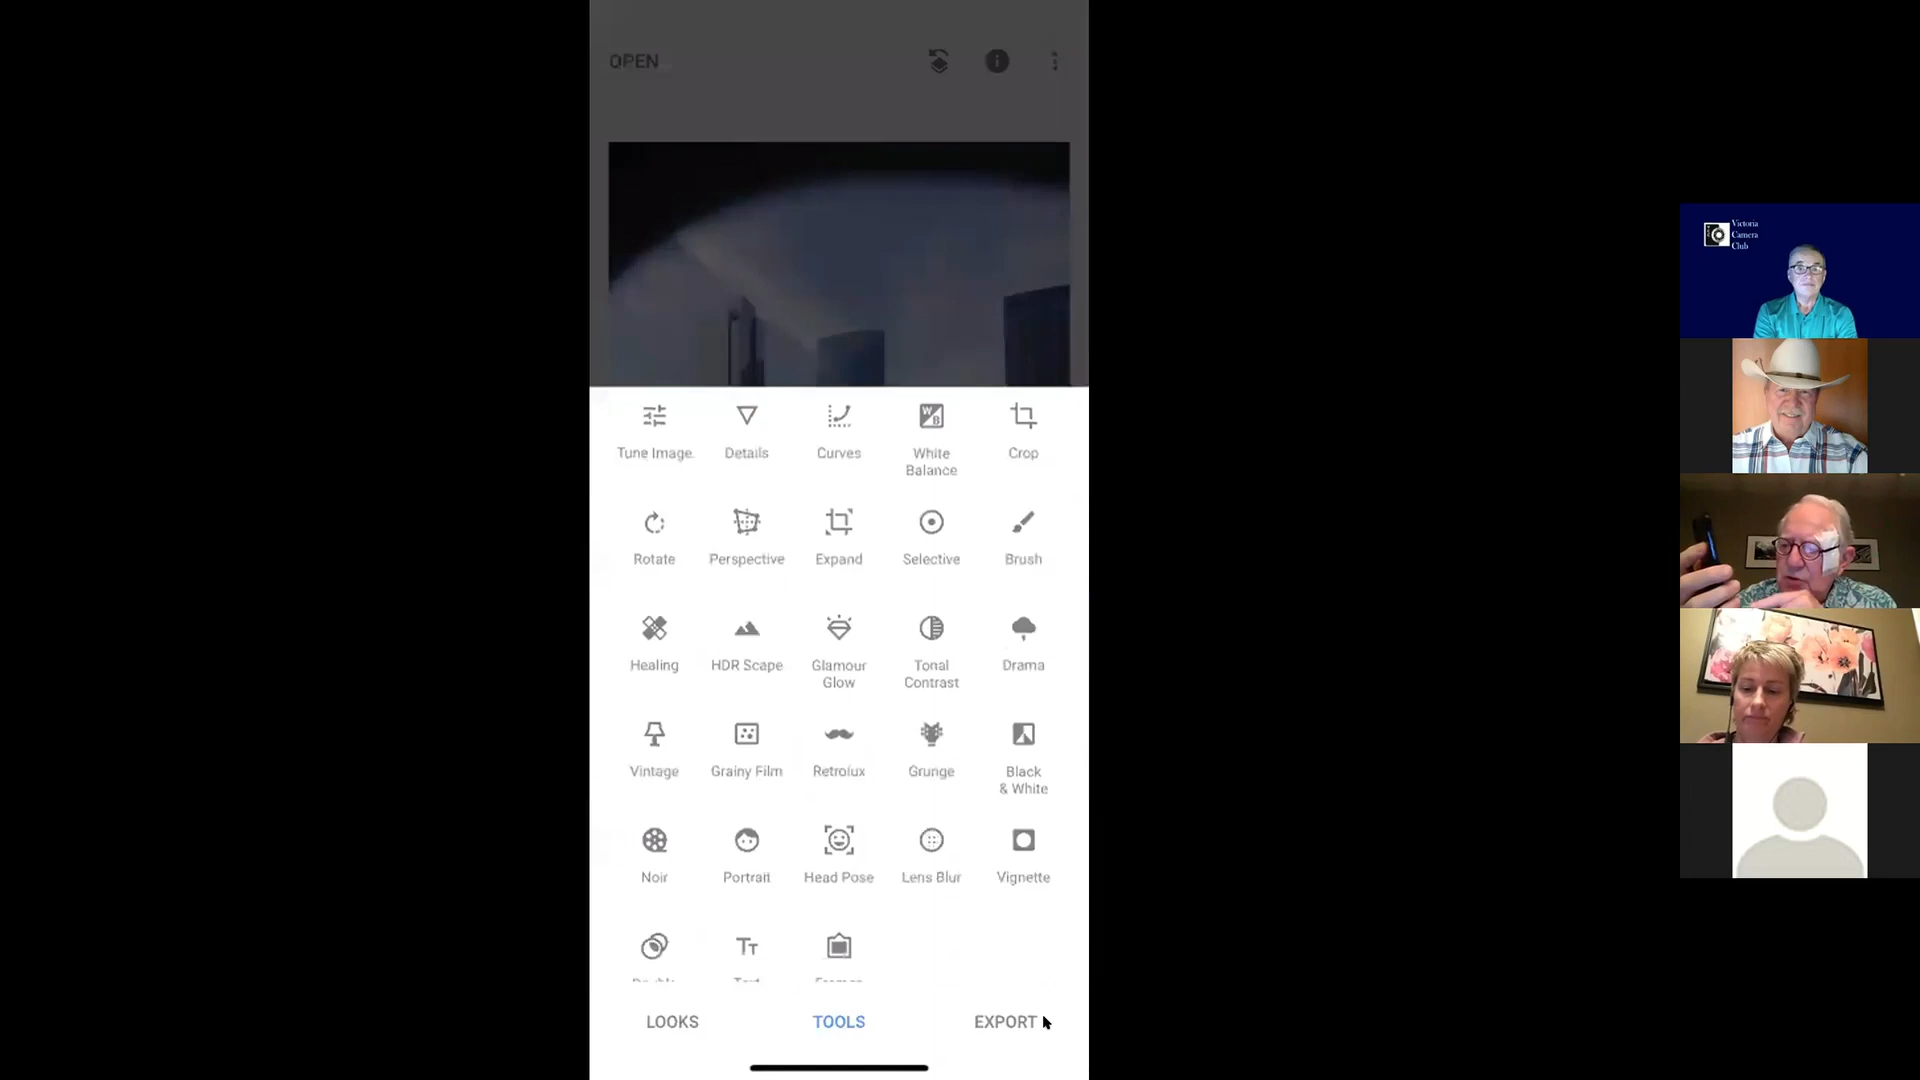 OPEN
Tune Image
Details
Curves
White
Balance
Crop
Rotate
Perspective
Expand
Selective
Brush
Healing
HDR Scape
Glamour
Glow
Tonal
Contrast
Drama
Vintage
Grainy Film
Retrolux
Grunge
Black
& White
Noir
Portrait
Head Pose
Lens Blur
Vignette
LOOKS
TOOLS
EXPORT
Victoria
Camera
Club